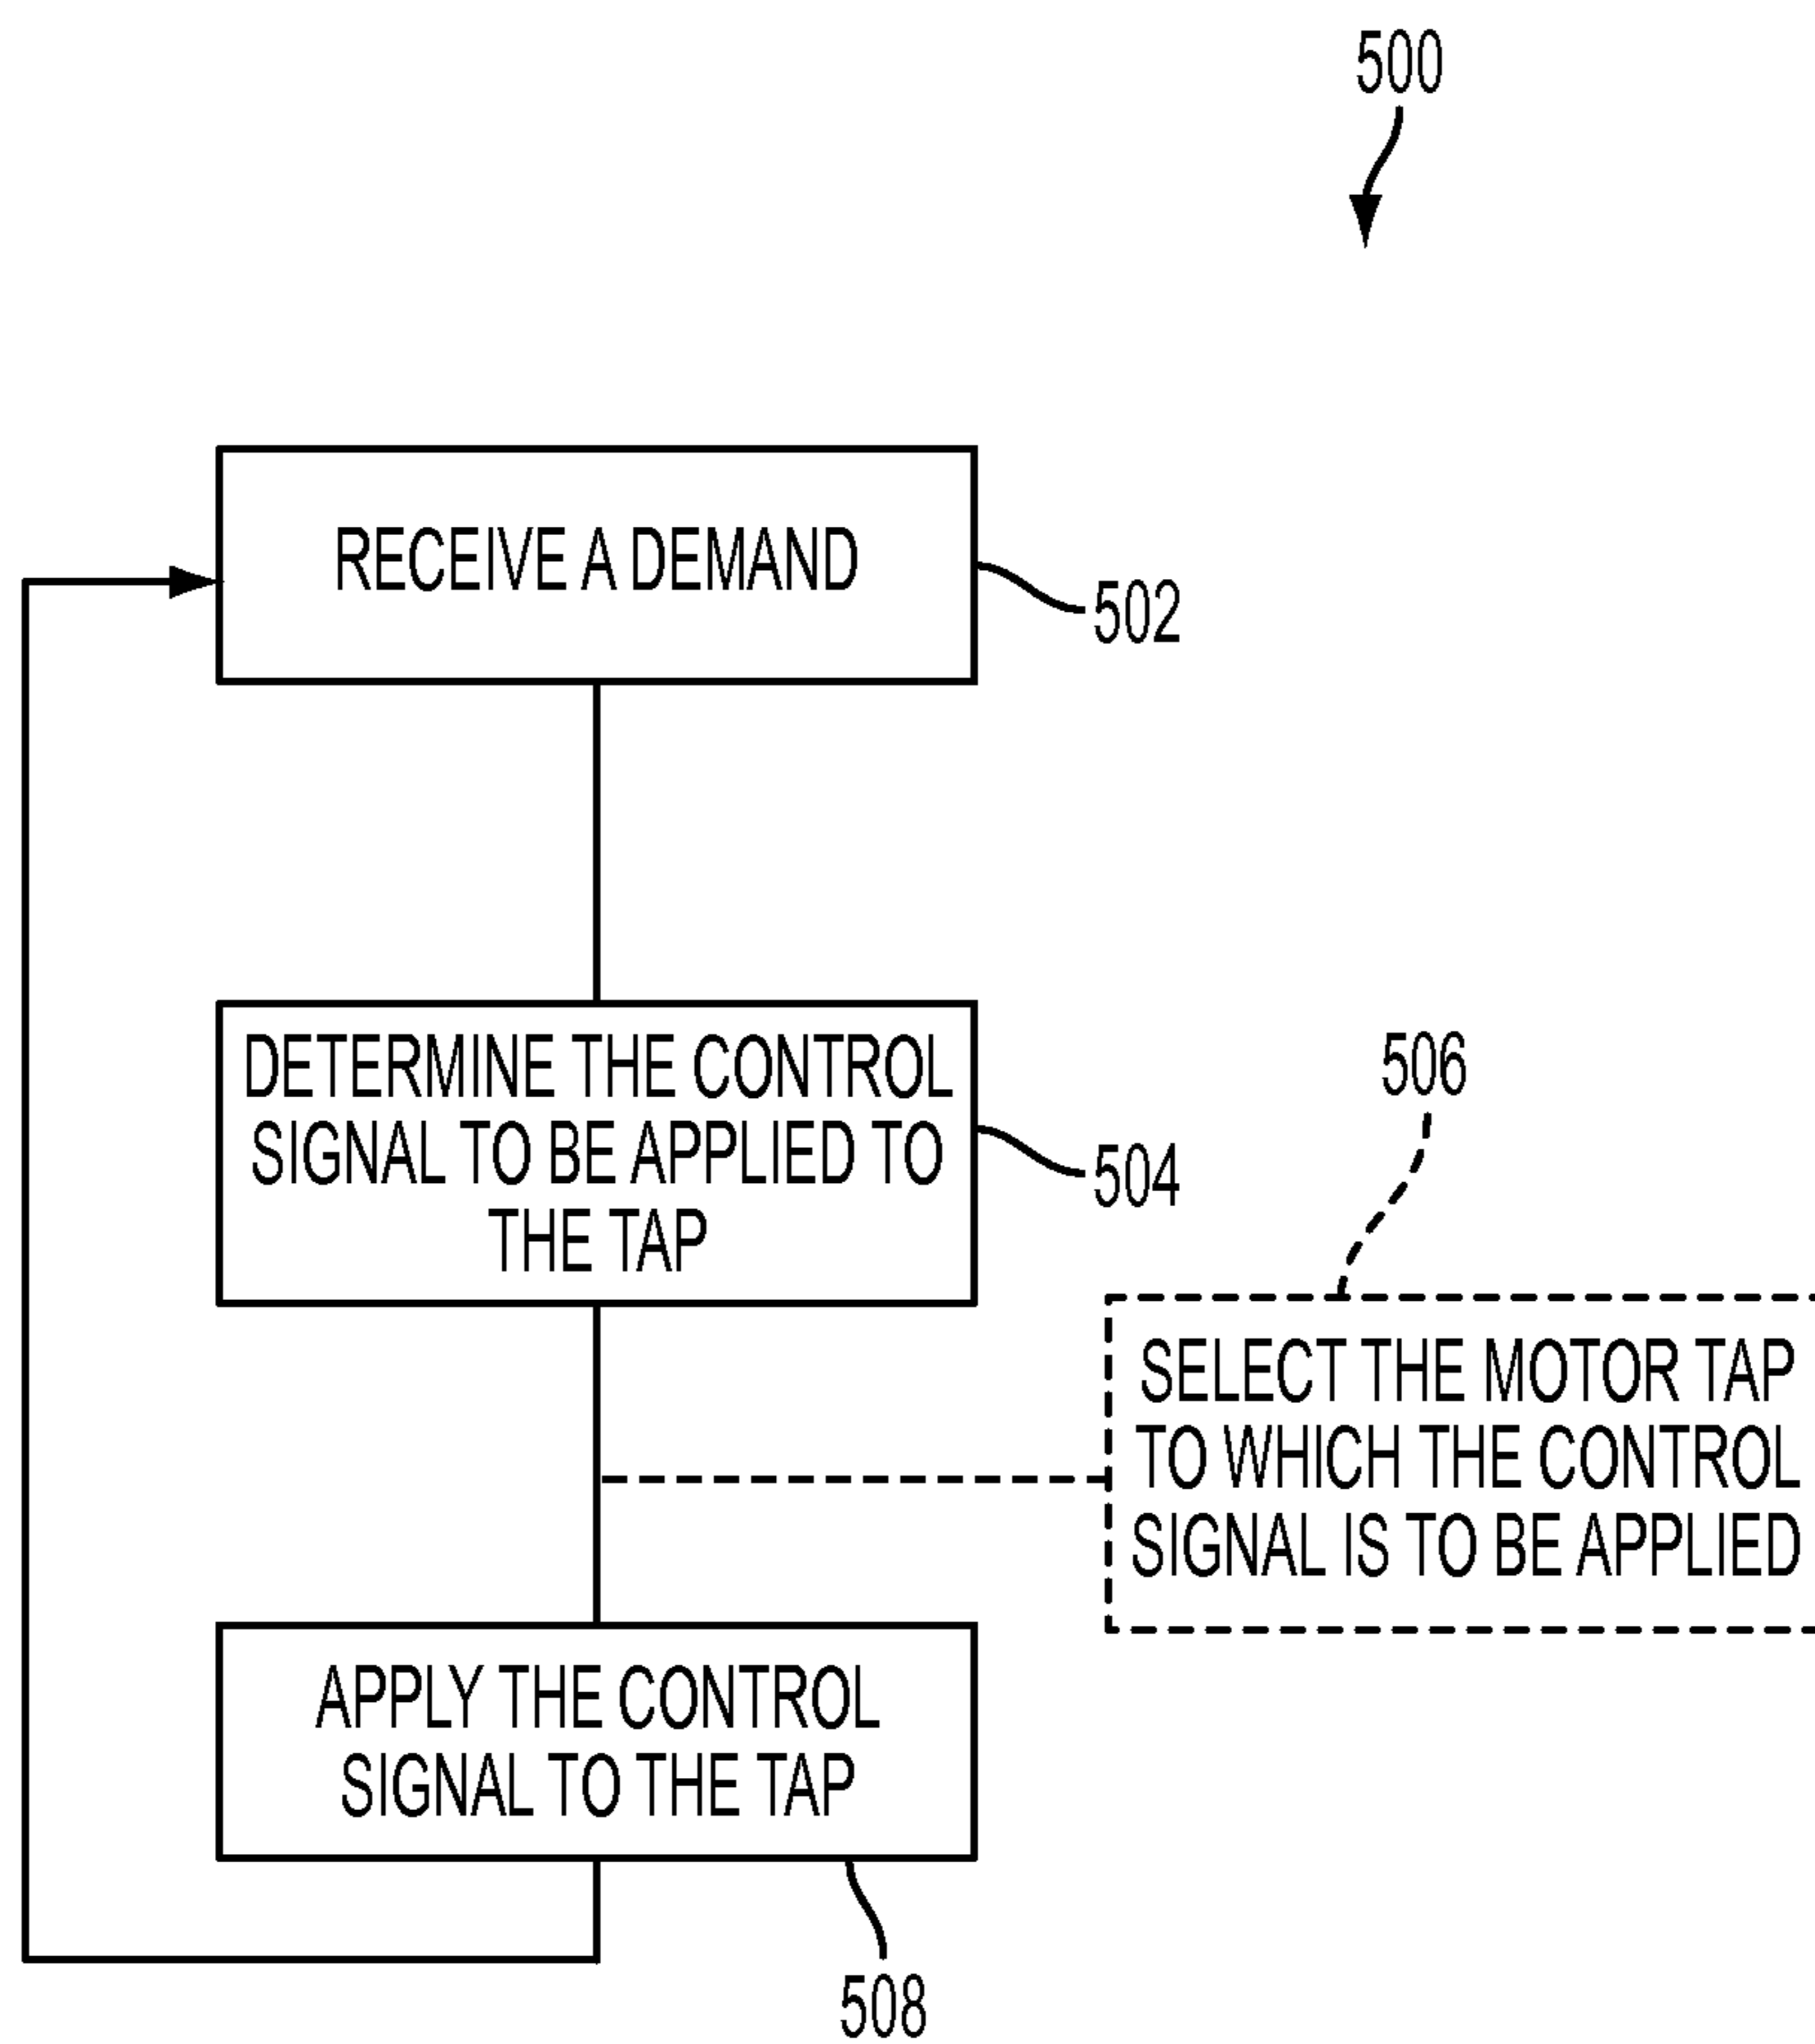 500
RECEIVE A DEMAND
502
DETERMINE THE CONTROL
SIGNAL TO BE APPLIED TO
THE TAP
504
506
SELECT THE MOTOR TAP
TO WHICH THE CONTROL
SIGNAL IS TO BE APPLIED
APPLY THE CONTROL
SIGNAL TO THE TAP
508